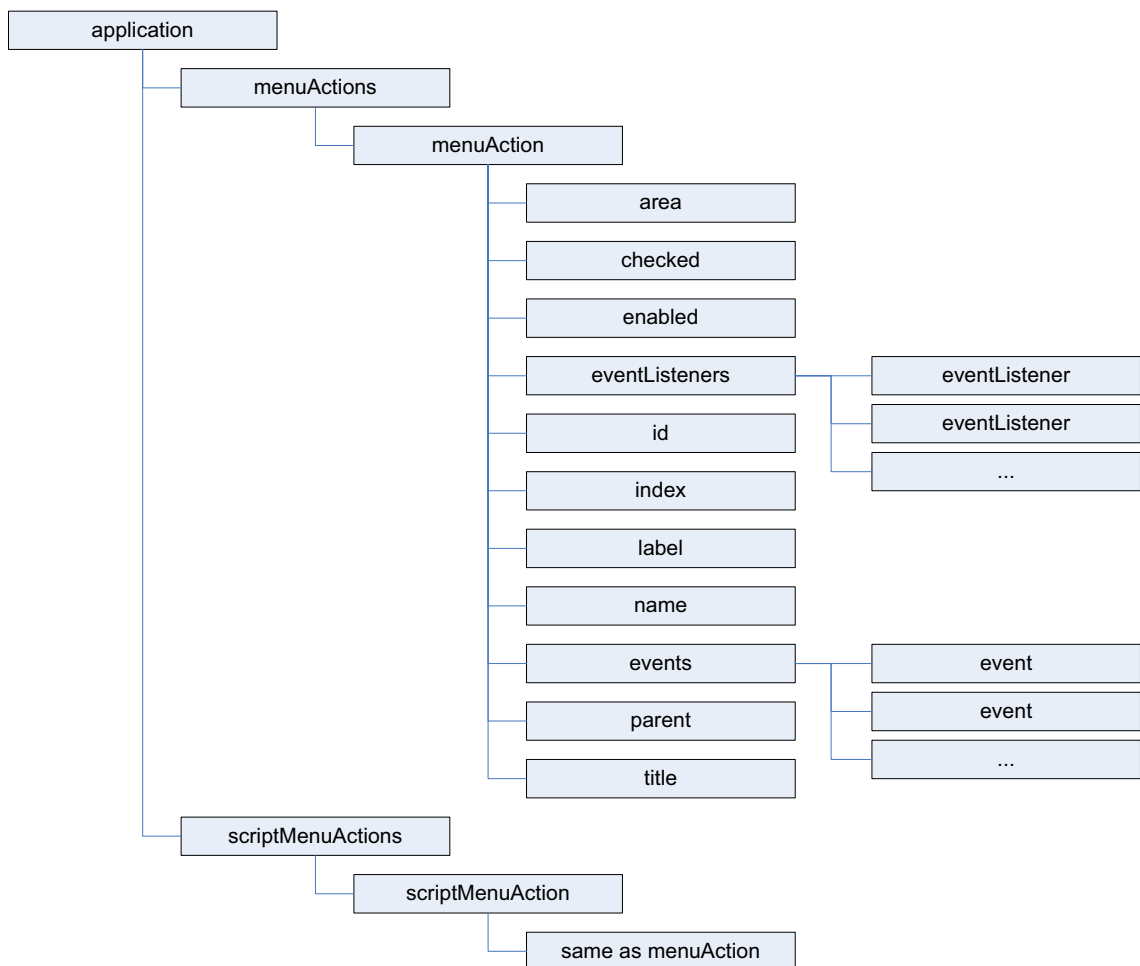 application
menuActions
menuAction
area
checked
enabled
eventListeners
eventListener
eventListener
...
id
index
label
name
events
event
event
...
parent
title
scriptMenuActions
scriptMenuAction
same as menuAction